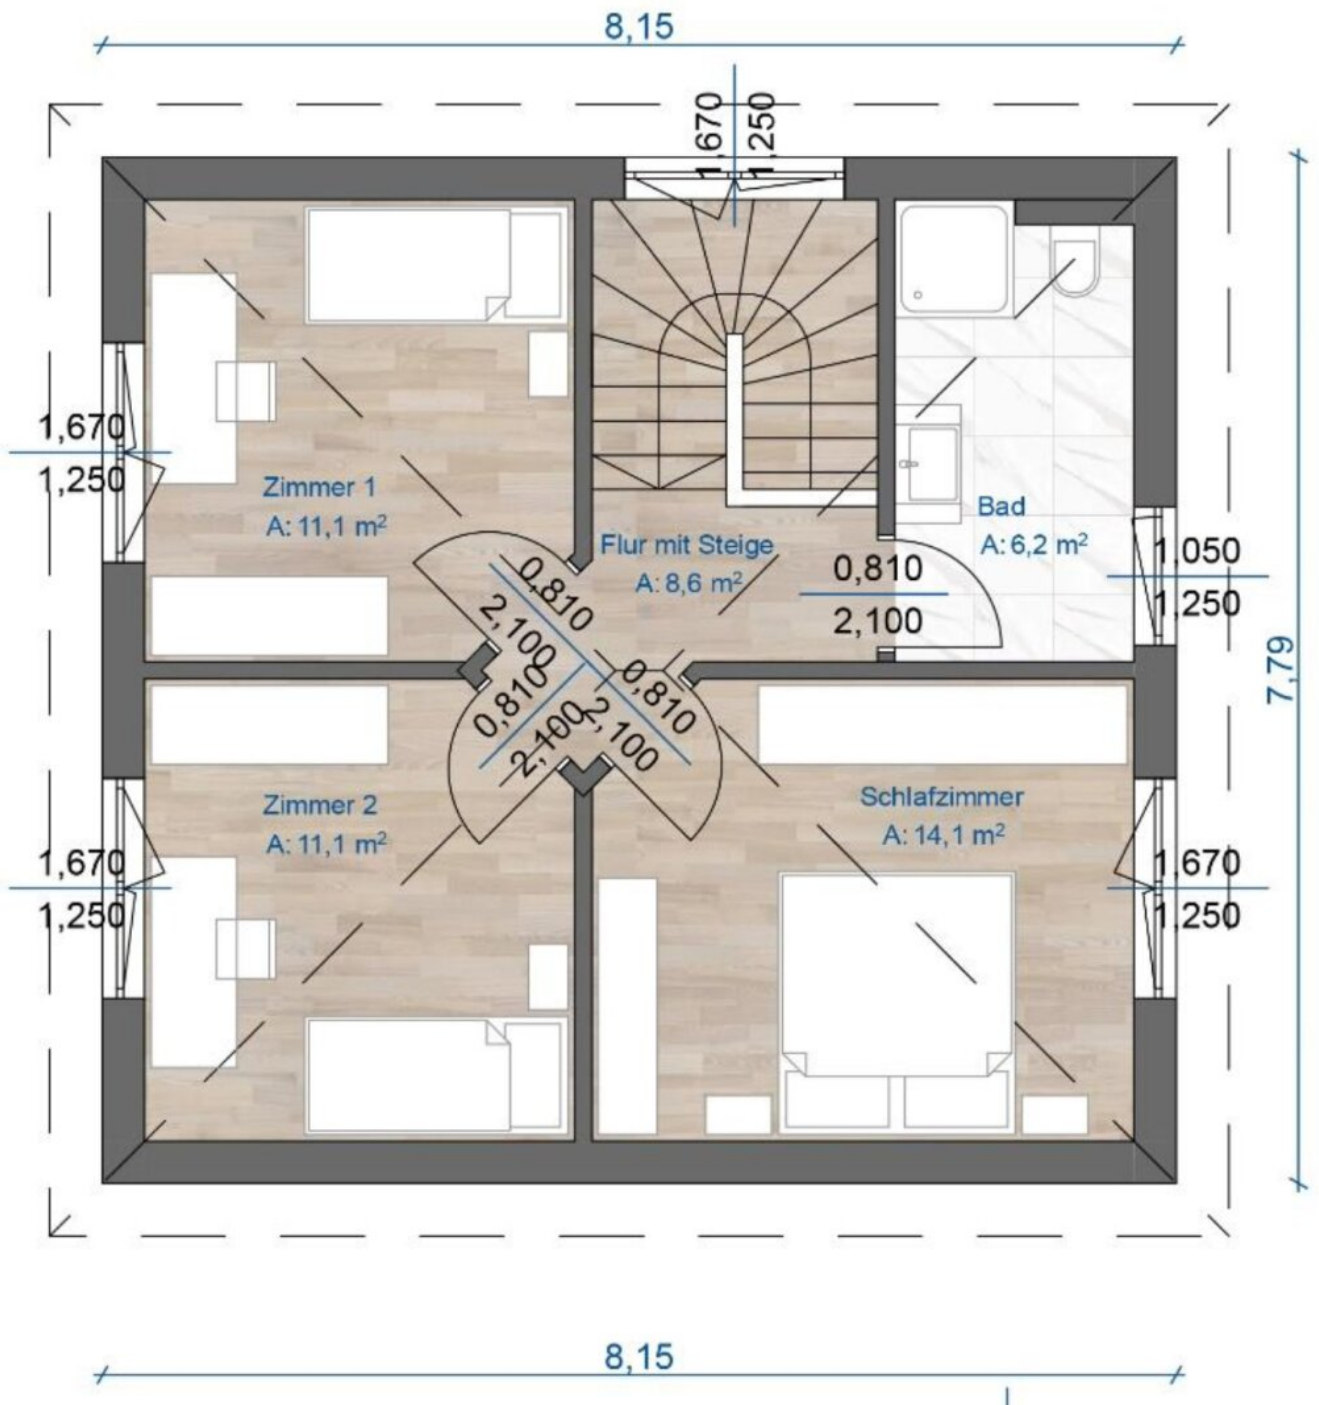 8,15
1,670
1,250
1,670
1,250
Zimmer 1
A: 11,1 m²
Flur mit Steige
A: 8,6 m²
Bad
A: 6,2 m²
0,810
2,100
1,050
1,250
0,810
2,100
0,810
2,100
0,810
2,100
7,79
Zimmer 2
A: 11,1 m²
Schlafzimmer
A: 14,1 m²
1,670
1,250
1,670
1,250
8,15